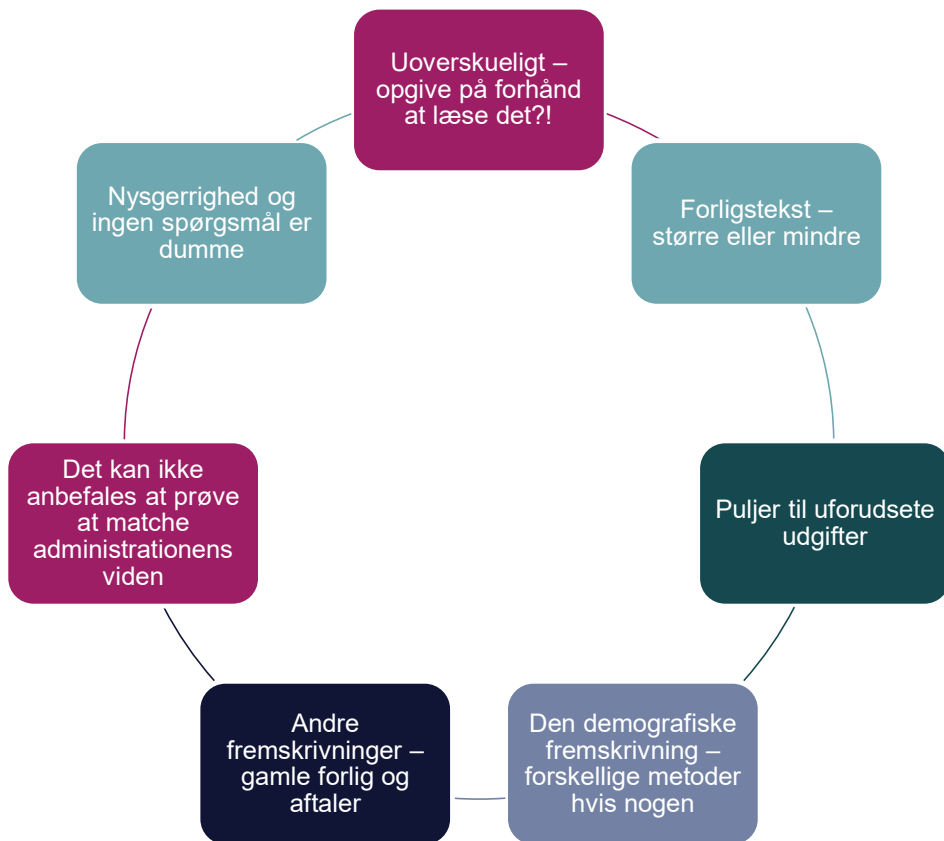 Uoverskueligt –
opgive på forhånd
at læse det?!
Forligstekst –
større eller mindre
Puljer til uforudsete
udgifter
Den demografiske
fremskrivning –
forskellige metoder
hvis nogen
Andre
fremskrivninger –
gamle forlig og
aftaler
Det kan ikke
anbefales at prøve
at matche
administrationens
viden
Nysgerrighed og
ingen spørgsmål er
dumme